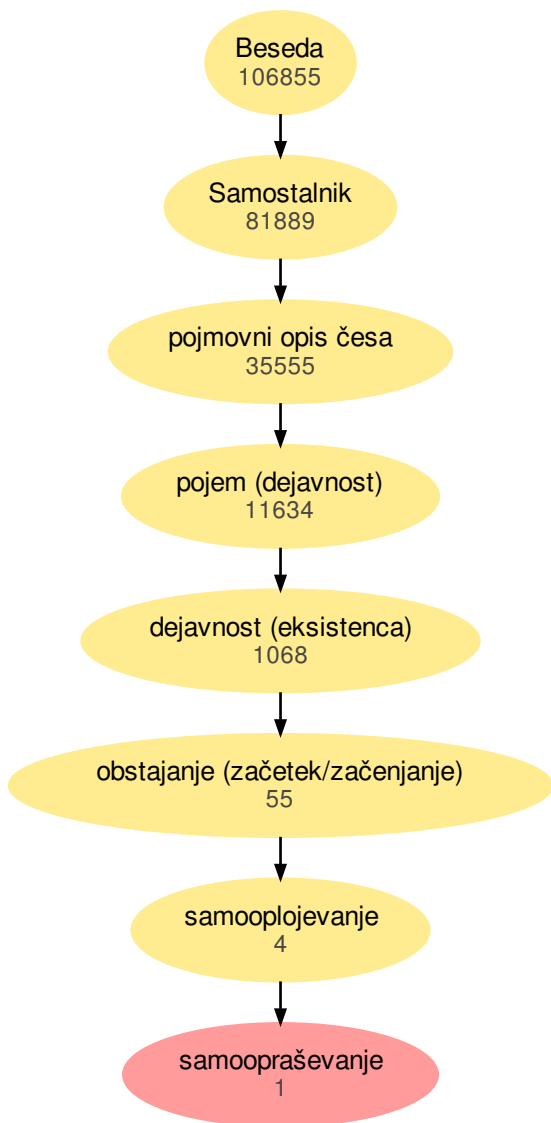 Beseda
106855
Samostalnik
81889
pojmovni opis česa
35555
pojem (dejavnost)
11634
dejavnost (eksistenca)
1068
obstajanje (začetek/začenjanje)
55
samooplojevanje
4
samoopraševanje
1